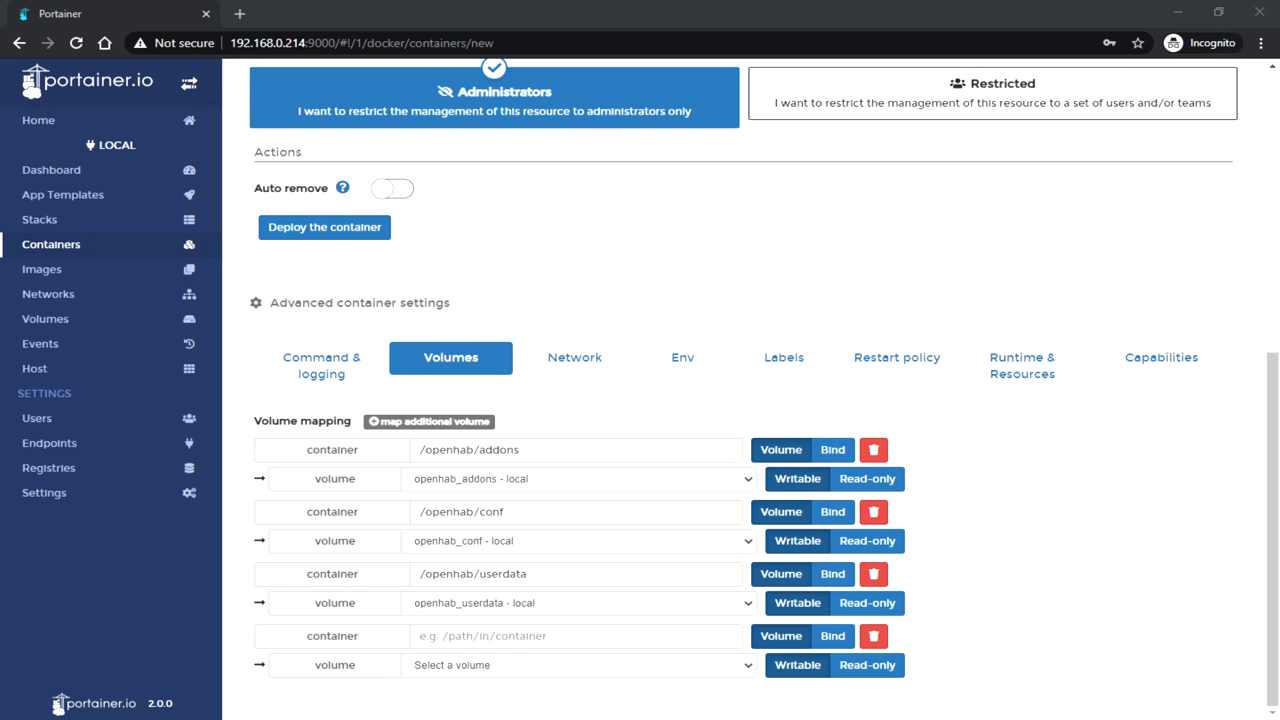 Portainer
Not secure
192.168.0.214:9000/#!/1/docker/containers/new
Incognito
portainer.io
Home
LOCAL
Dashboard
App Templates
Stacks
Containers
Images
Networks
Volumes
Events
Host
SETTINGS
Users
Endpoints
Registries
Settings
portainer.io 2.0.0
Administrators
I want to restrict the management of this resource to administrators only
Restricted
I want to restrict the management of this resource to a set of users and/or teams
Actions
Auto remove
Deploy the container
Advanced container settings
Command & logging
Volumes
Network
Env
Labels
Restart policy
Runtime & Resources
Capabilities
Volume mapping map additional volume
container /openhab/addons Volume Bind
volume openhab_addons - local Writable Read-only
container /openhab/conf Volume Bind
volume openhab_conf - local Writable Read-only
container /openhab/userdata Volume Bind
volume openhab_userdata - local Writable Read-only
container e.g. /path/in/container Volume Bind
volume Select a volume Writable Read-only